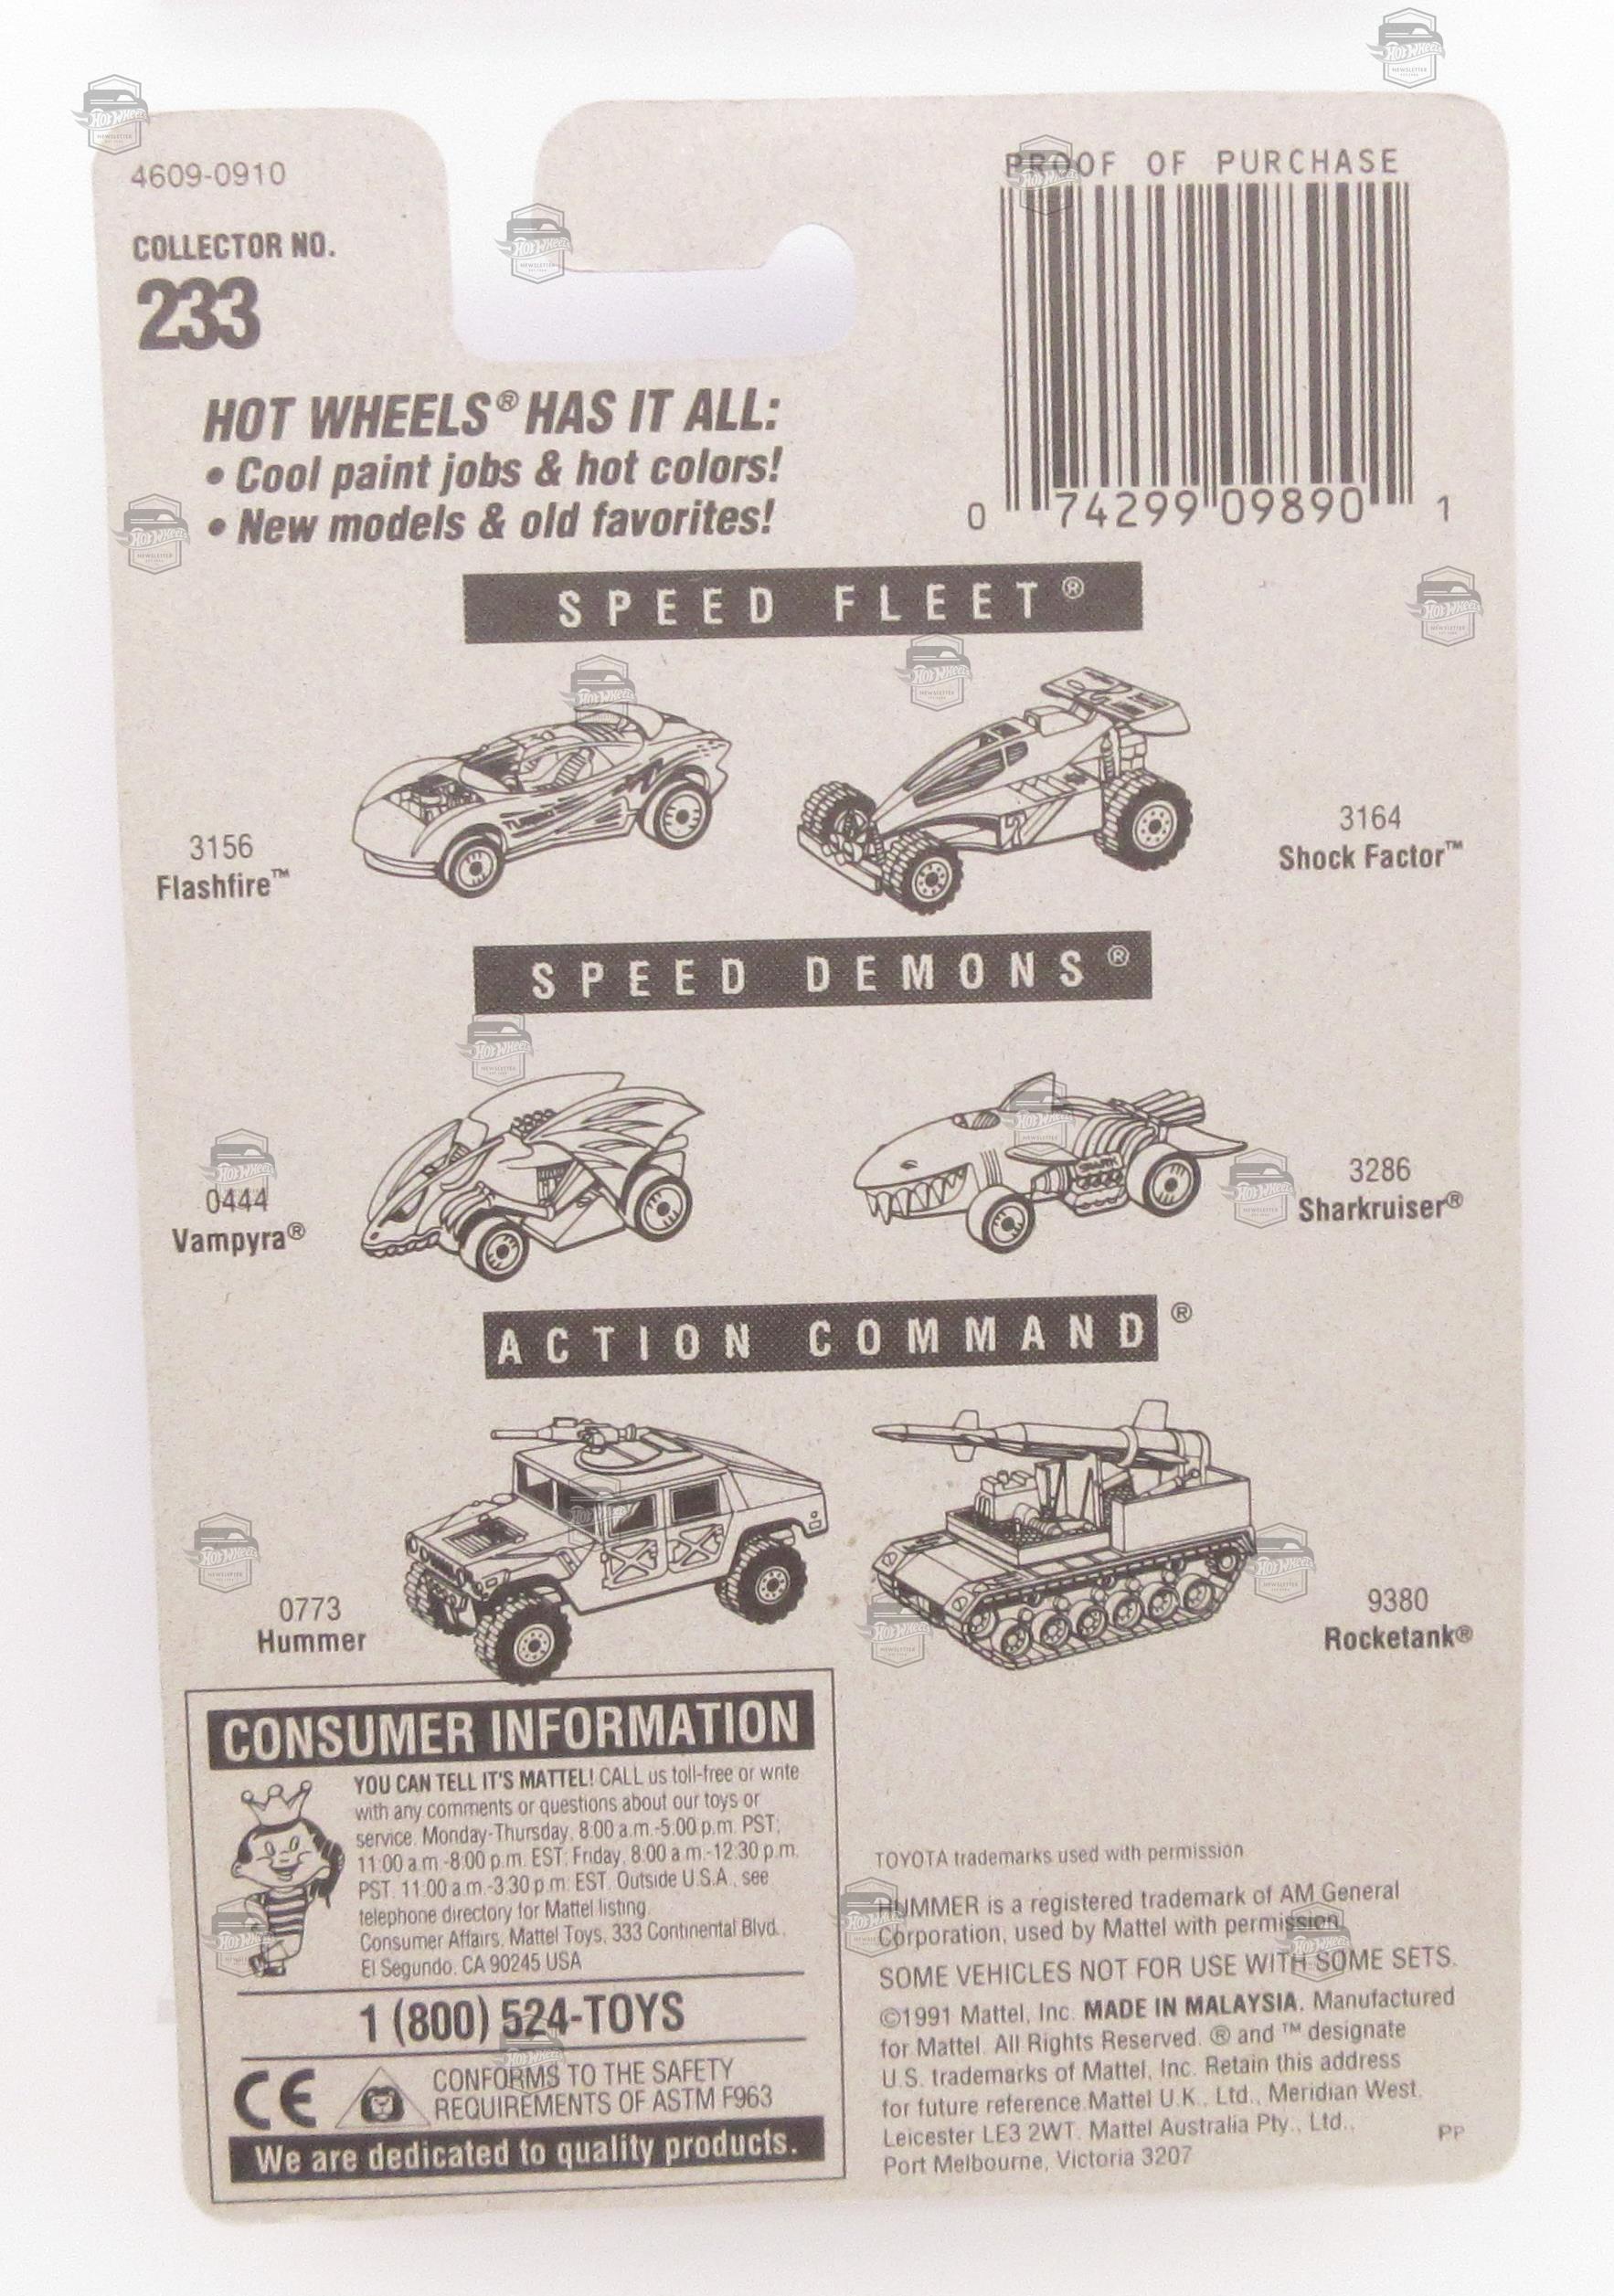 4609-0910
COLLECTOR NO.
233
PROOF OF PURCHASE
0 74299 09890 1
HOT WHEELS® HAS IT ALL:
• Cool paint jobs & hot colors!
• New models & old favorites!
SPEED FLEET®
TURBO
3156
Flashfire™
3164
Shock Factor™
SPEED DEMONS®
0444
Vampyra®
SHARK
3286
Sharkruiser®
ACTION COMMAND®
0773
Hummer
9380
Rocketank®
CONSUMER INFORMATION
YOU CAN TELL IT'S MATTEL! CALL us toll-free or write
with any comments or questions about our toys or
service. Monday-Thursday, 8:00 a.m.-5:00 p.m. PST;
11:00 a.m.-8:00 p.m. EST; Friday, 8:00 a.m.-12:30 p.m.
PST, 11:00 a.m.-3:30 p.m. EST. Outside U.S.A., see
telephone directory for Mattel listing.
Consumer Affairs, Mattel Toys, 333 Continental Blvd.,
El Segundo, CA 90245 USA
1 (800) 524-TOYS
CE
CONFORMS TO THE SAFETY
REQUIREMENTS OF ASTM F963
We are dedicated to quality products.
TOYOTA trademarks used with permission.
HUMMER is a registered trademark of AM General
Corporation, used by Mattel with permission.
SOME VEHICLES NOT FOR USE WITH SOME SETS.
©1991 Mattel, Inc. MADE IN MALAYSIA. Manufactured
for Mattel. All Rights Reserved. ® and ™ designate
U.S. trademarks of Mattel, Inc. Retain this address
for future reference.Mattel U.K., Ltd., Meridian West,
Leicester LE3 2WT. Mattel Australia Pty., Ltd.,
Port Melbourne, Victoria 3207
PP
Hot Wheels
NEWSLETTER